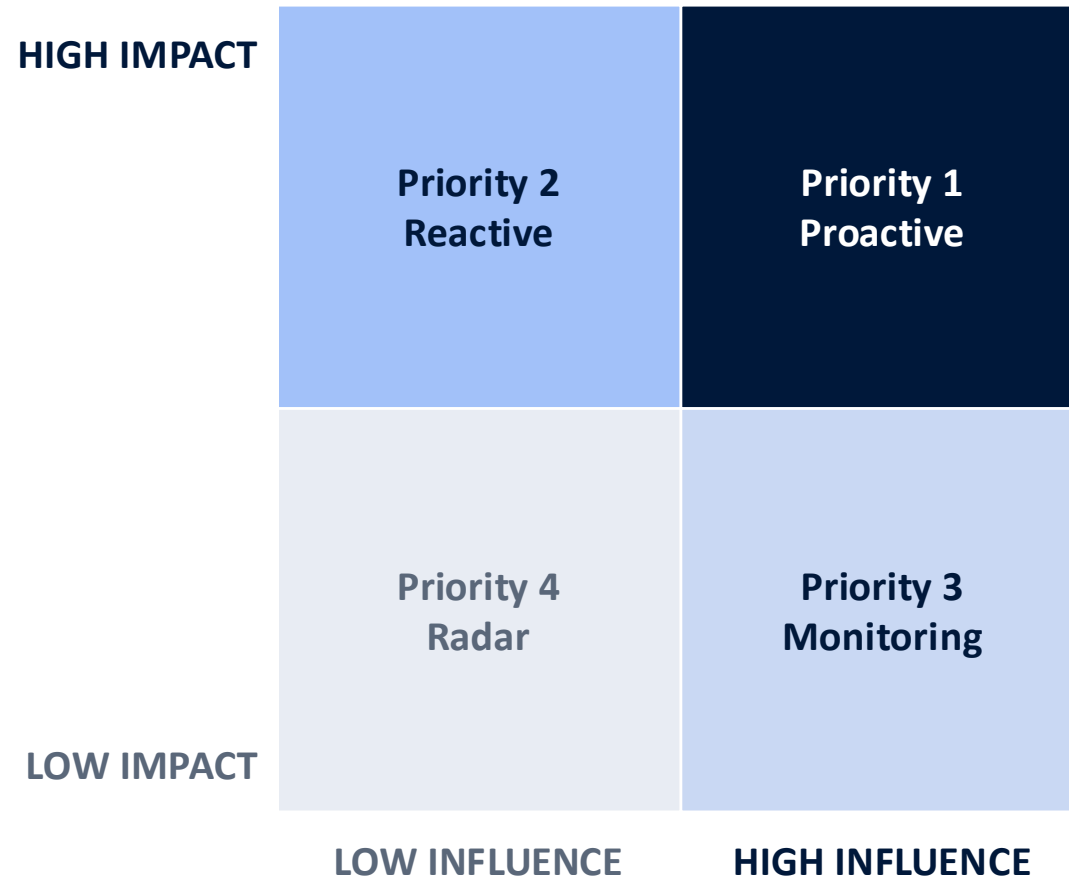 HIGH IMPACT
Priority 2
Reactive
Priority 1
Proactive
Priority 4
Radar
Priority 3
Monitoring
LOW IMPACT
LOW INFLUENCE
HIGH INFLUENCE